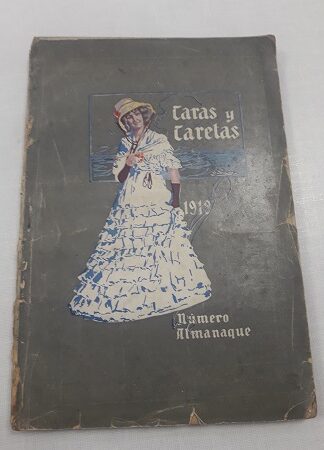 Caras y
Caretas
1919
Número
Almanaque